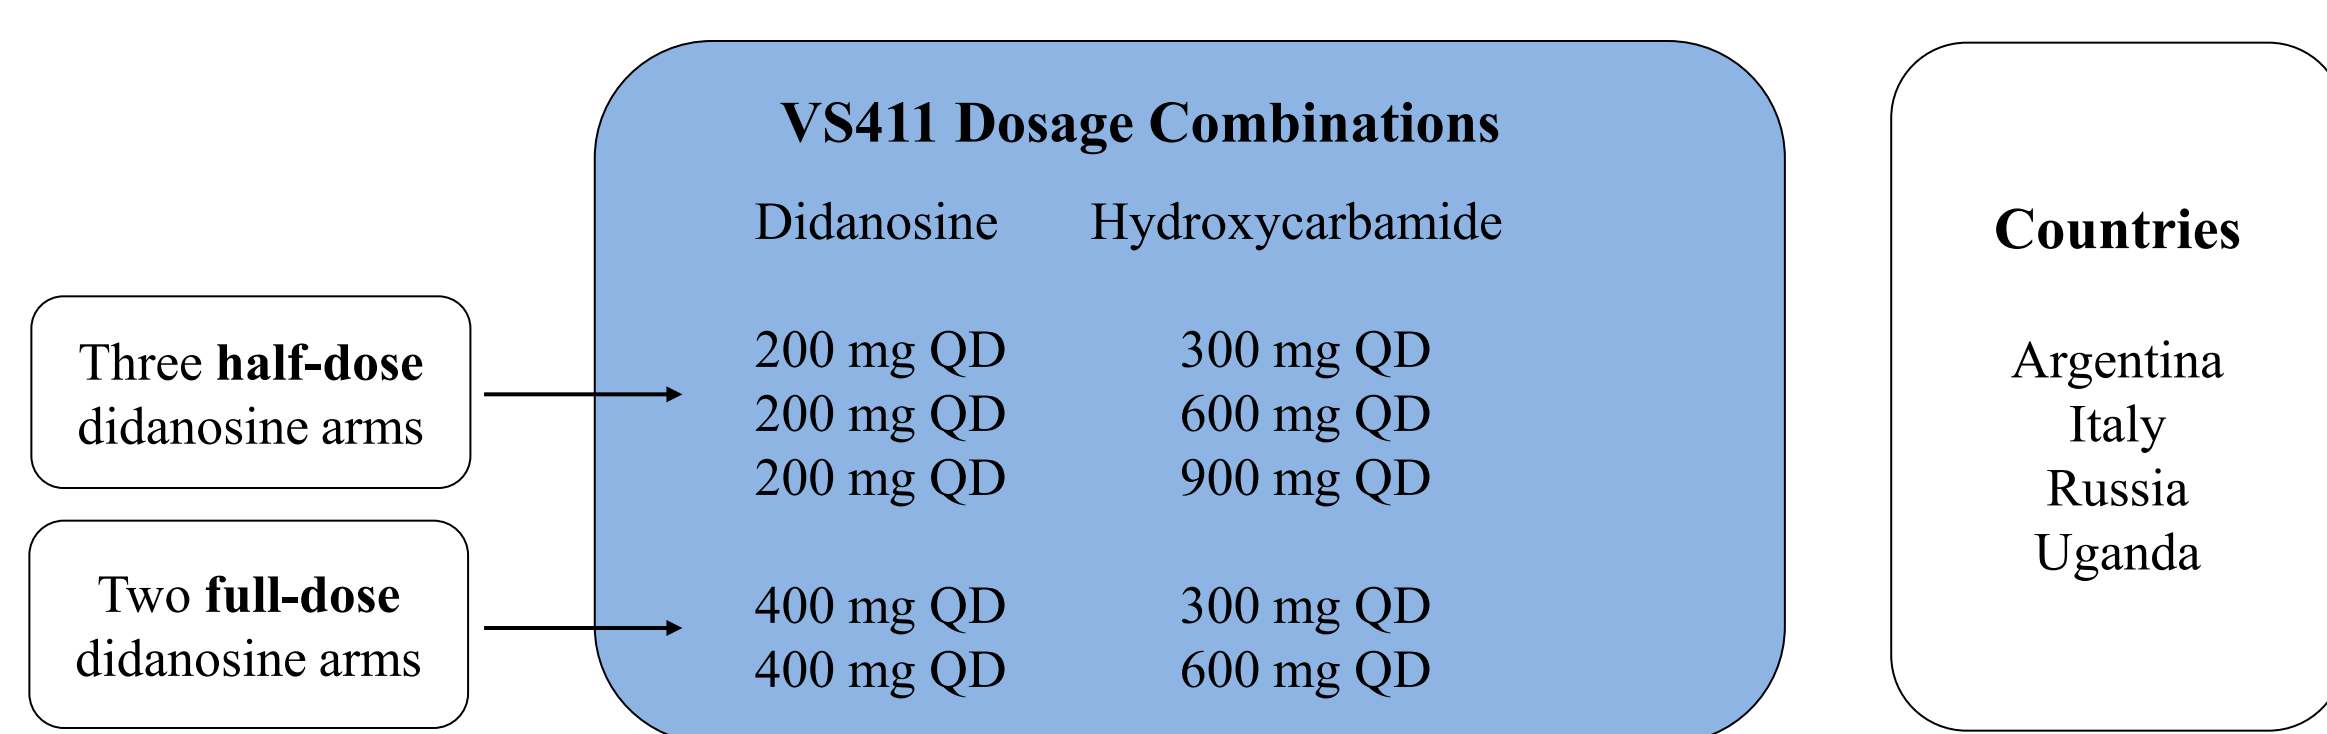 VS411 Dosage Combinations
Didanosine Hydroxycarbamide
Three half-dose
didanosine arms
200 mg QD 300 mg QD
200 mg QD 600 mg QD
200 mg QD 900 mg QD
Two full-dose
didanosine arms
400 mg QD 300 mg QD
400 mg QD 600 mg QD
Countries
Argentina
Italy
Russia
Uganda